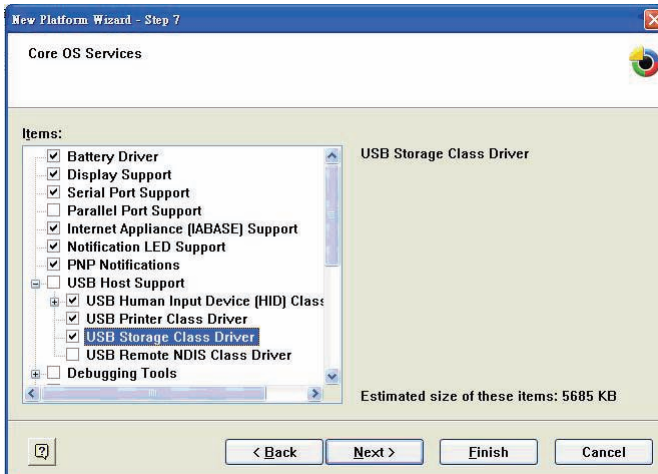 New Platform Wizard - Step 7
Core OS Services
Items:
Battery Driver
Display Support
Serial Port Support
Parallel Port Support
Internet Appliance (IABASE) Support
Notification LED Support
PNP Notifications
USB Host Support
USB Human Input Device (HID) Class
USB Printer Class Driver
USB Storage Class Driver
USB Remote NDIS Class Driver
Debugging Tools
USB Storage Class Driver
Estimated size of these items: 5685 KB
< Back
Next >
Finish
Cancel